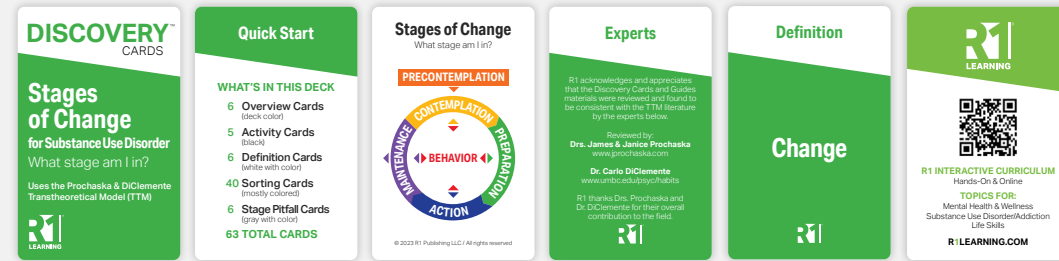 DISCOVERY™
CARDS
Stages
of Change
for Substance Use Disorder
What stage am I in?
Uses the Prochaska & DiClemente
Transtheoretical Model (TTM)
R1
LEARNING
Quick Start
WHAT'S IN THIS DECK
6 Overview Cards
(deck color)
5 Activity Cards
(black)
6 Definition Cards
(white with color)
40 Sorting Cards
(mostly colored)
6 Stage Pitfall Cards
(gray with color)
63 TOTAL CARDS
Stages of Change
What stage am I in?
PRECONTEMPLATION
CONTEMPLATION
PREPARATION
ACTION
MAINTENANCE
BEHAVIOR
© 2023 R1 Publishing LLC / All rights reserved
Experts
R1 acknowledges and appreciates
that the Discovery Cards and Guides
materials were reviewed and found to
be consistent with the TTM literature
by the experts below.
Reviewed by:
Drs. James & Janice Prochaska
www.jprochaska.com
Dr. Carlo DiClemente
www.umbc.edu/psyc/habits
R1 thanks Drs. Prochaska and
Dr. DiClemente for their overall
contribution to the field.
R1
Definition
Change
R1
R1
LEARNING
R1 INTERACTIVE CURRICULUM
Hands-On & Online
TOPICS FOR:
Mental Health & Wellness
Substance Use Disorder/Addiction
Life Skills
R1LEARNING.COM